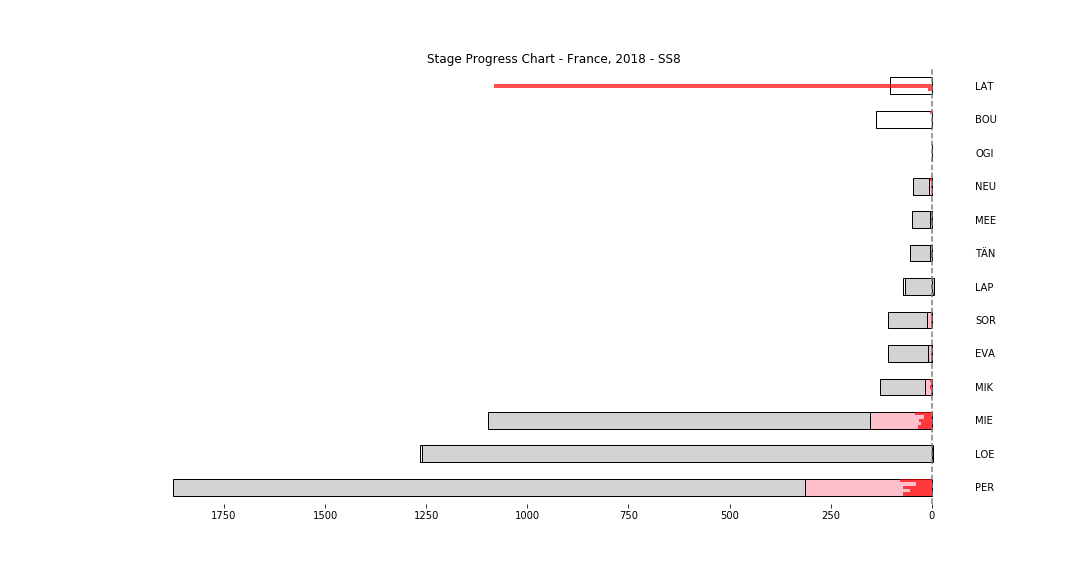 Stage Progress Chart - France, 2018 - SS8
LAT
BOU
OGI
NEU
MEE
TÄN
LAP
SOR
EVA
MIK
MIE
LOE
PER
1750 1500 1250 1000 750 500 250 0